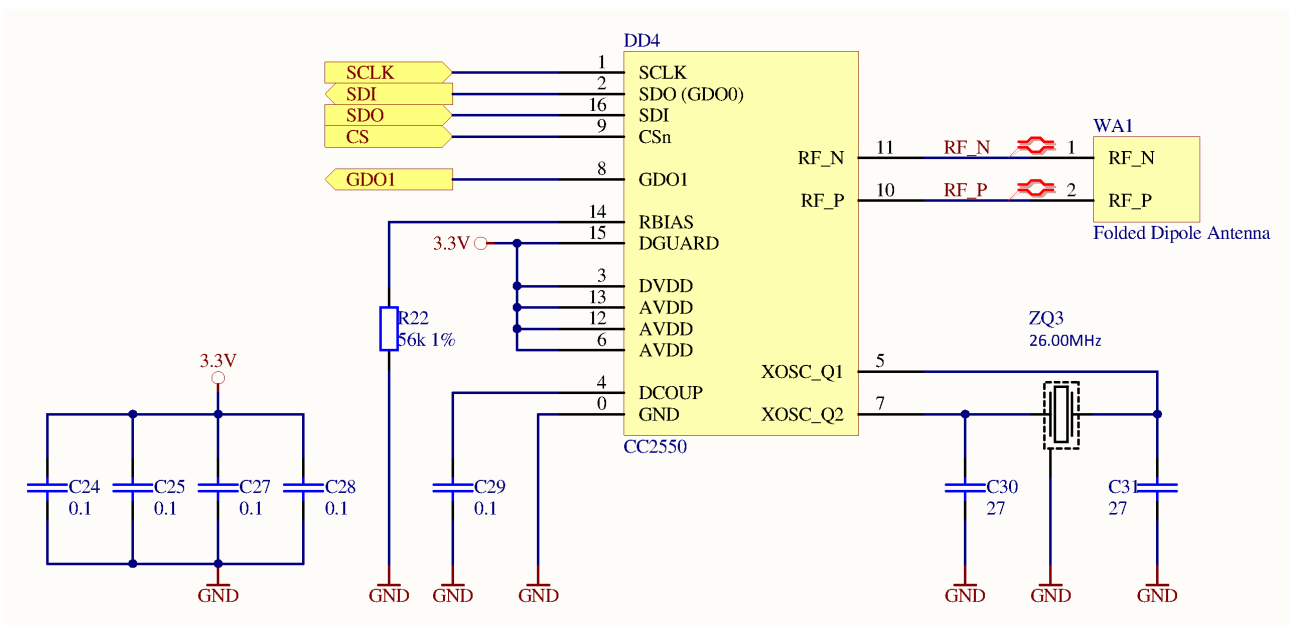 DD4
SCLK 1 SCLK
SDI 2 SDO (GDO0)
SDO 16 SDI
CS 9 CSn
WA1
RF_N 11 RF_N 1 RF_N
GDO1 8 GDO1
RF_P 10 RF_P 2 RF_P
14 RBIAS
Folded Dipole Antenna
3.3V 15 DGUARD
3 DVDD
13 AVDD
R22
12 AVDD
ZQ3
56k 1%
6 AVDD
26.00MHz
3.3V
XOSC_Q1 5
4 DCOUP
0 GND
XOSC_Q2 7
CC2550
C24 C25 C27 C28 C29 C30 C31
0.1 0.1 0.1 0.1 0.1 27 27
GND GND GND GND GND GND GND